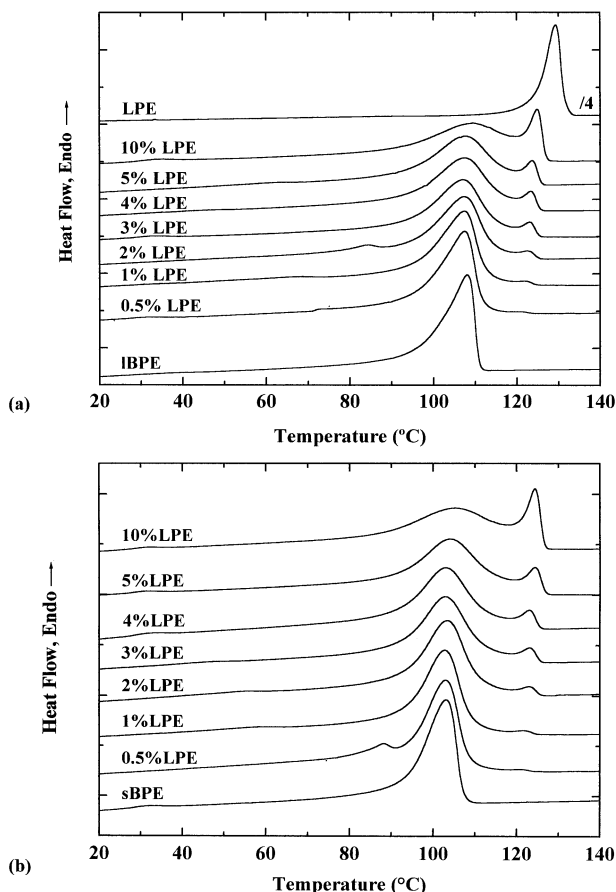 Heat Flow, Endo →
LPE
/4
10% LPE
5% LPE
4% LPE
3% LPE
2% LPE
1% LPE
0.5% LPE
lBPE
(a)
20 40 60 80 100 120 140
Temperature (ºC)
Heat Flow, Endo →
10%LPE
5%LPE
4%LPE
3%LPE
2%LPE
1%LPE
0.5%LPE
sBPE
(b)
20 40 60 80 100 120 140
Temperature (°C)